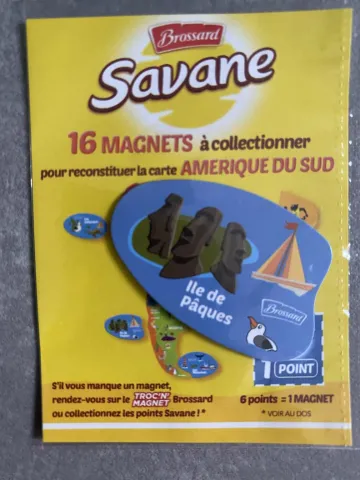 Brossard
Savane
16 MAGNETS à collectionner
pour reconstituer la carte AMERIQUE DU SUD
Ile de
pâques
Brossard
1 POINT
S'il vous manque un magnet,
rendez-vous sur le TROC'N' MAGNET Brossard
ou collectionnez les points Savane ! *
6 points = 1 MAGNET
* VOIR AU DOS